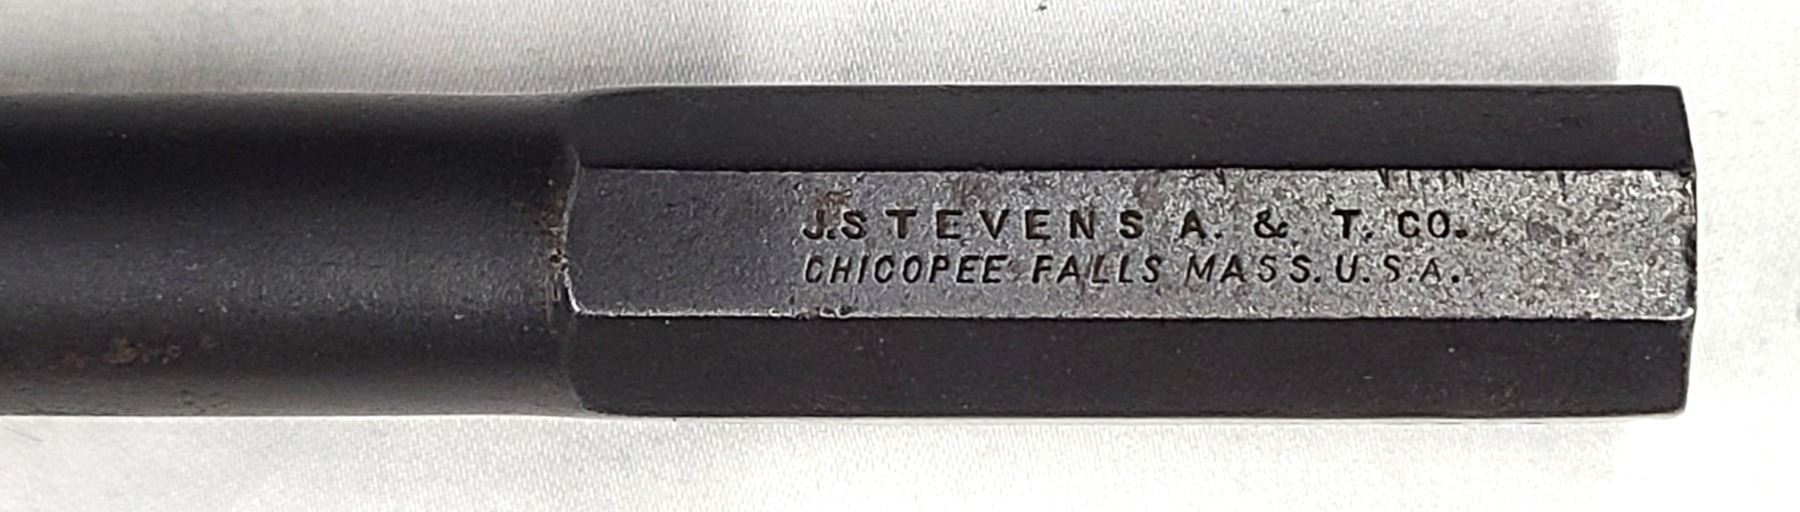 J. STEVENS A. & T. CO.
CHICOPEE FALLS MASS. U.S.A.